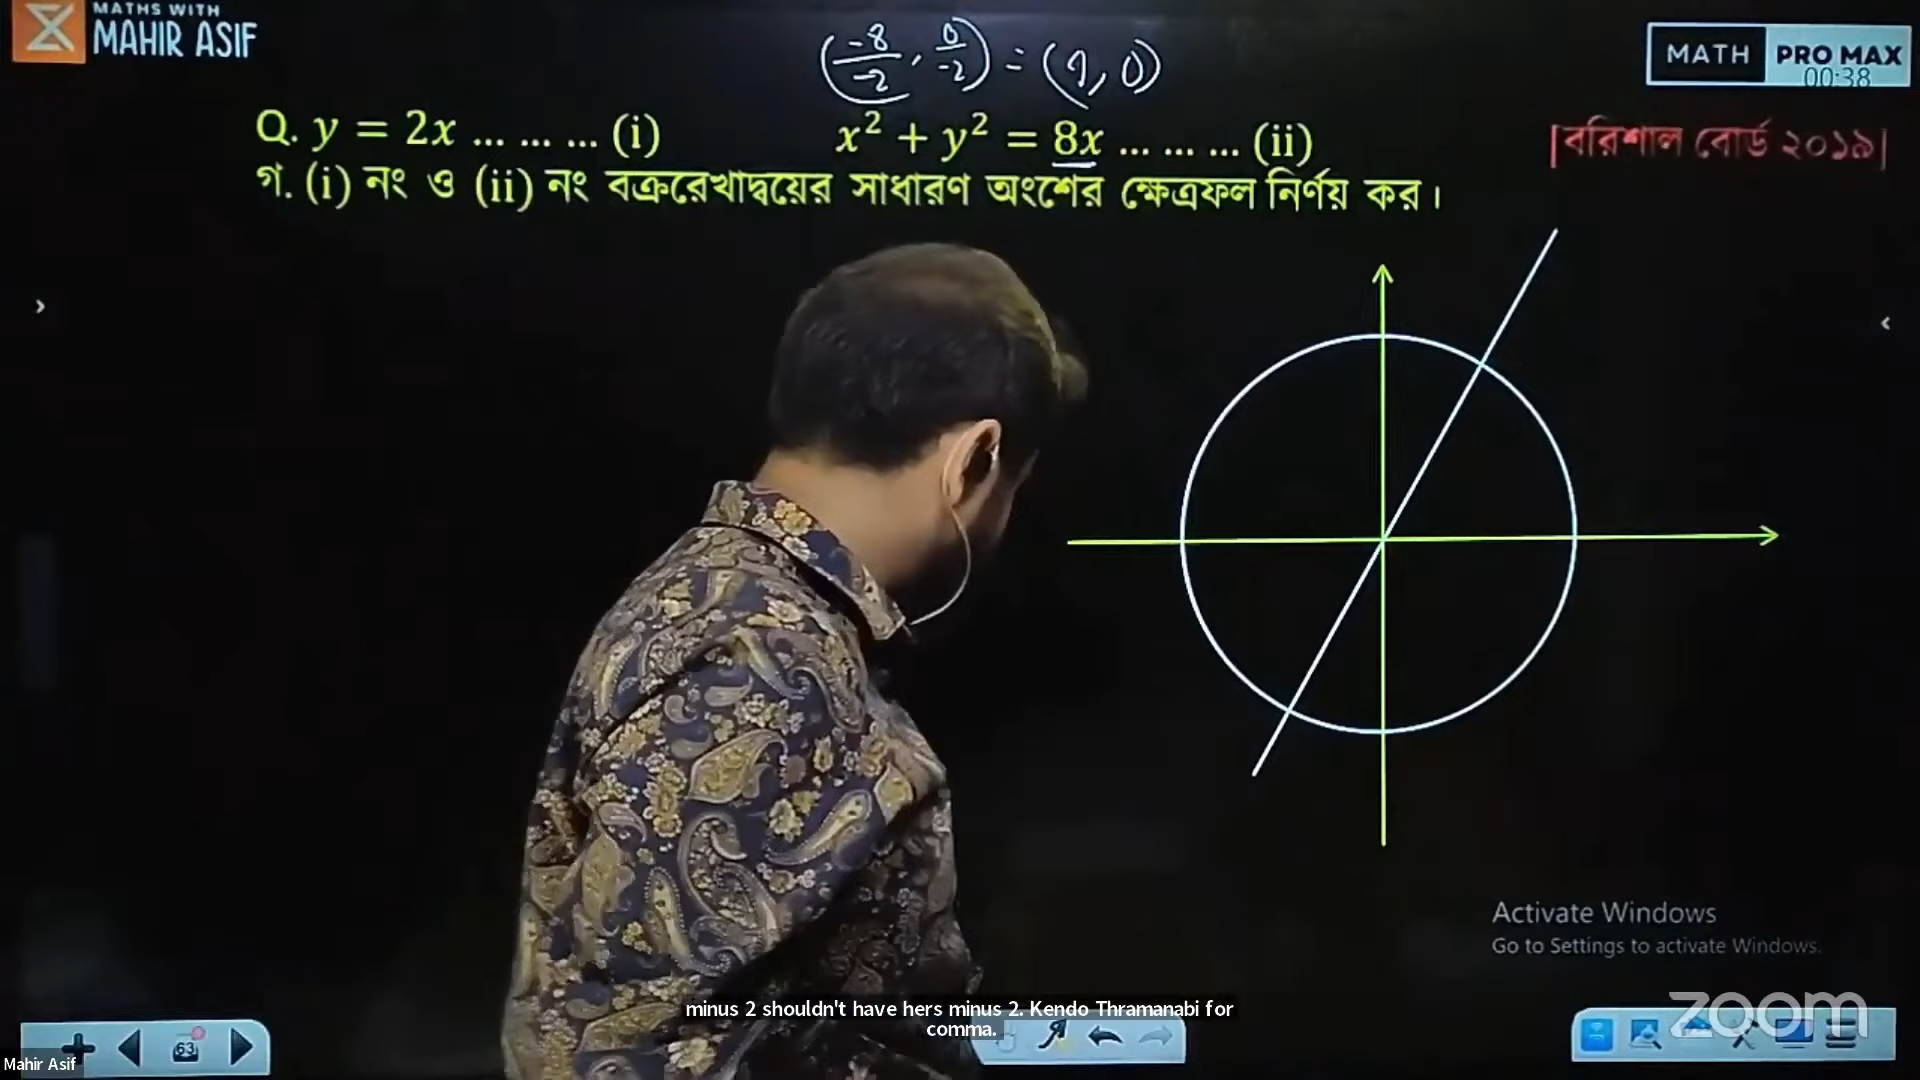 MATHS WITH
MAHIR ASIF
(-8/-2, 0/-2) = (4, 0)
MATH PRO MAX
00:38
Q. y = 2x ... ... ... (i) x² + y² = 8x ... ... ... (ii)
[বরিশাল বোর্ড ২০১৯]
গ. (i) নং ও (ii) নং বক্ররেখাদ্বয়ের সাধারণ অংশের ক্ষেত্রফল নির্ণয় কর।
Activate Windows
Go to Settings to activate Windows.
zoom
minus 2 shouldn't have hers minus 2. Kendo Thramanabi for
comma.
63
Mahir Asif